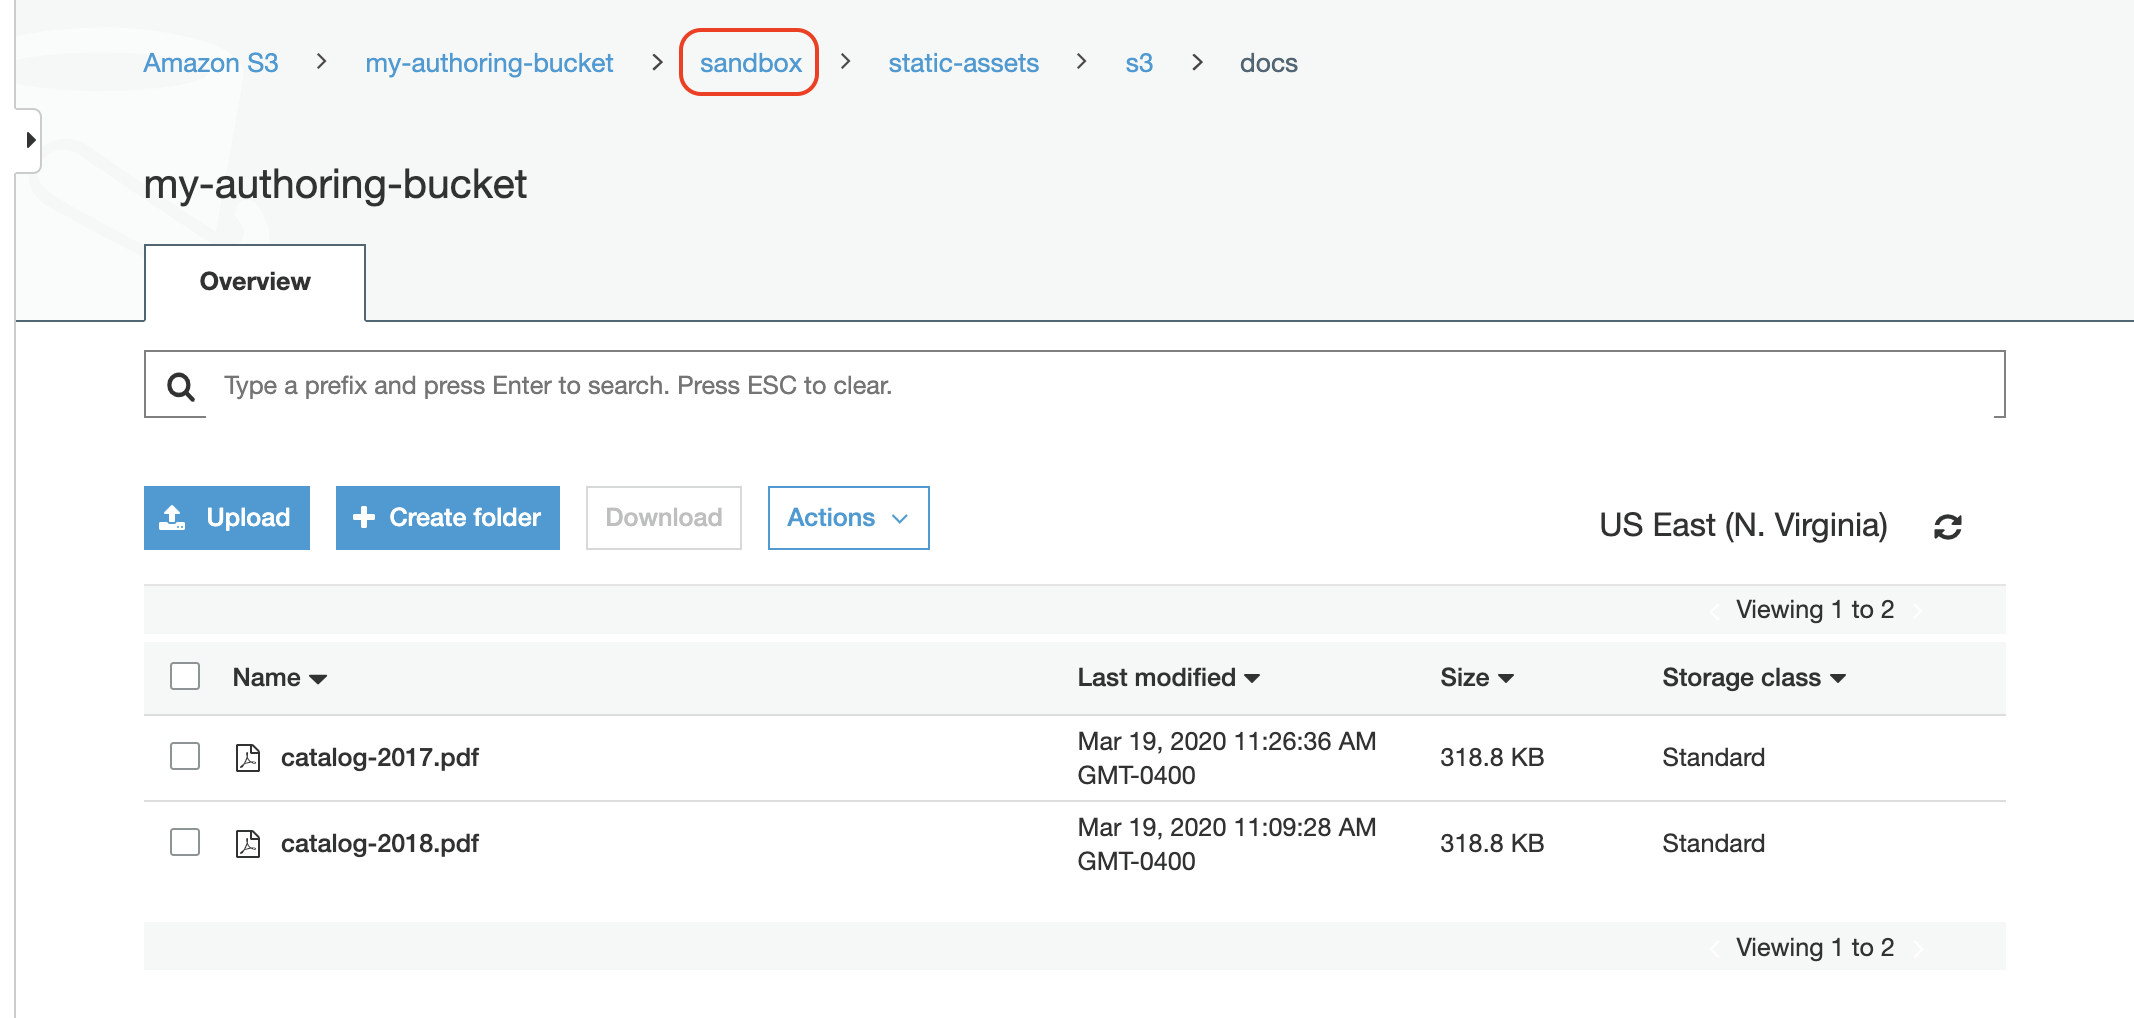 Amazon S3 > my-authoring-bucket > sandbox > static-assets > s3 > docs
my-authoring-bucket
Overview
Type a prefix and press Enter to search. Press ESC to clear.
Upload Create folder Download Actions US East (N. Virginia)
Viewing 1 to 2
Name Last modified Size Storage class
catalog-2017.pdf Mar 19, 2020 11:26:36 AM GMT-0400 318.8 KB Standard
catalog-2018.pdf Mar 19, 2020 11:09:28 AM GMT-0400 318.8 KB Standard
Viewing 1 to 2